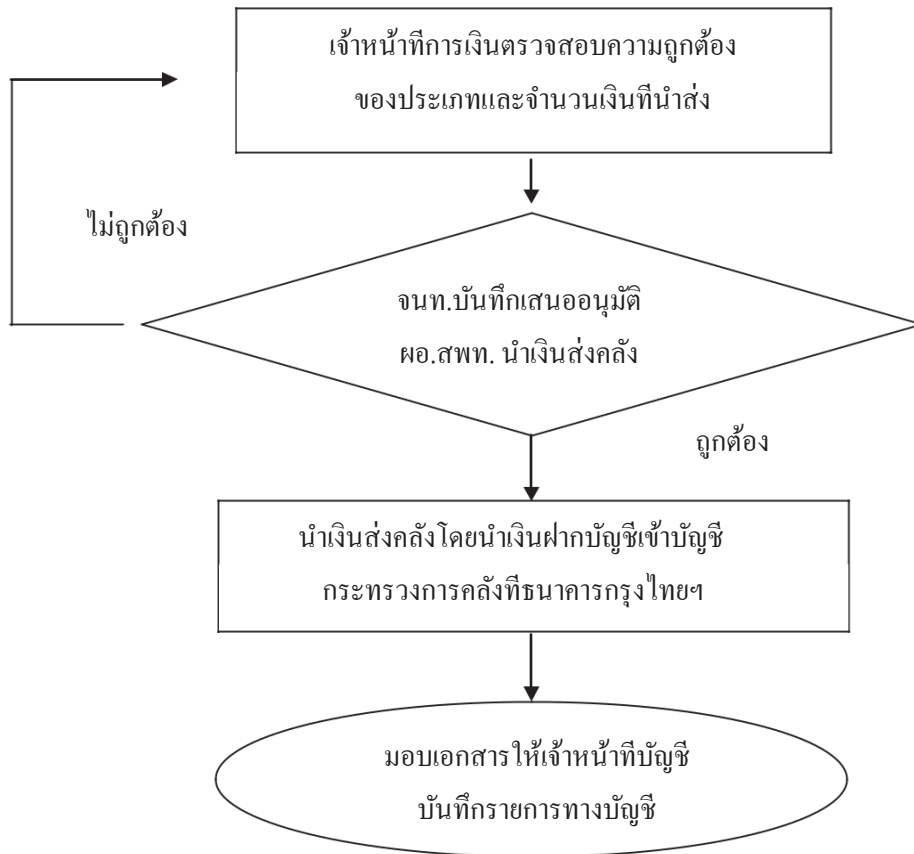 เจ้าหน้าที่การเงินตรวจสอบความถูกต้อง
ของประเภทและจำนวนเงินที่นำส่ง
ไม่ถูกต้อง
จนท.บันทึกเสนออนุมัติ
ผอ.สพท. นำเงินส่งคลัง
ถูกต้อง
นำเงินส่งคลังโดยนำเงินฝากบัญชีเข้าบัญชี
กระทรวงการคลังที่ธนาคารกรุงไทยฯ
มอบเอกสารให้เจ้าหน้าที่บัญชี
บันทึกรายการทางบัญชี